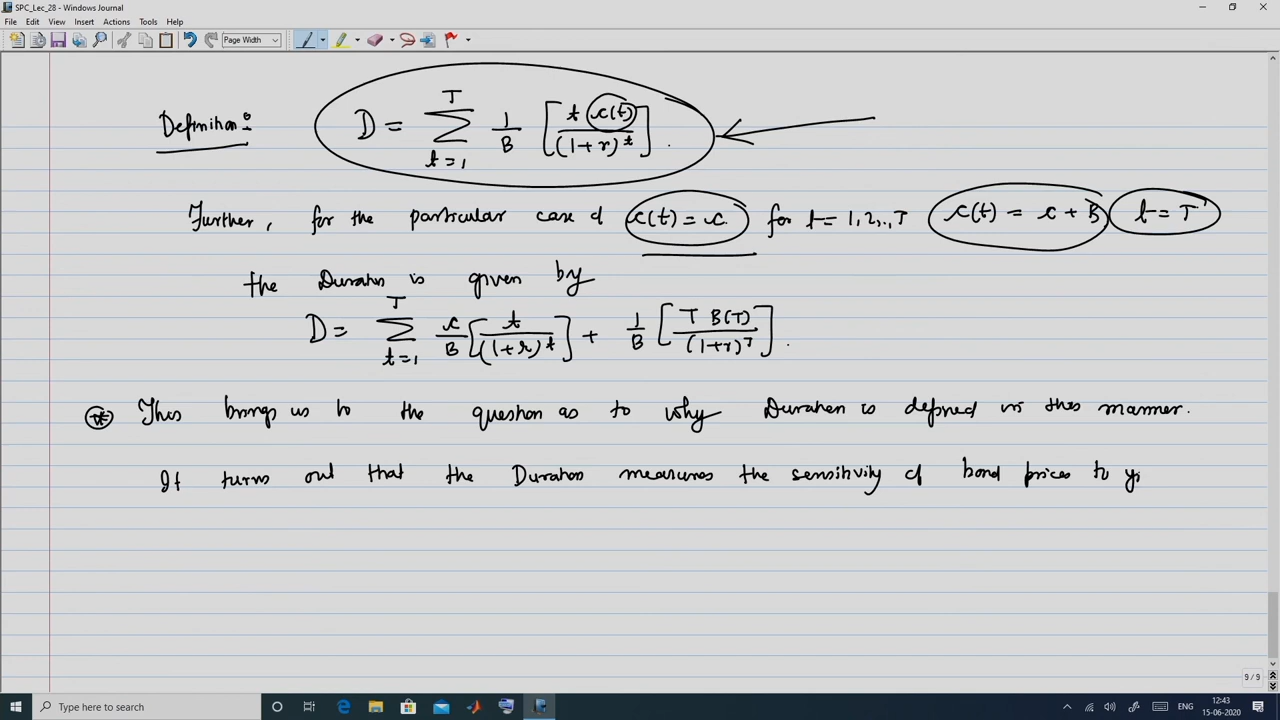 SPC_Lec_28 - Windows Journal
File Edit View Insert Actions Tools Help
Page Width
Definition:
D = T ∑ t=1 1/B [ t c(t) / (1+r)^t ].
Further, for the particular case of c(t) = c for t=1,2,..,T c(t) = c + B, t=T
the Duration is given by
D = T ∑ t=1 c/B [ t / (1+r)^t ] + 1/B [ T B(T) / (1+r)^T ].
This brings us to the question as to why Duration is defined in this manner.
It turns out that the Duration measures the sensitivity of bond prices to yi
9 / 9
Type here to search
ENG
12:43
15-06-2020